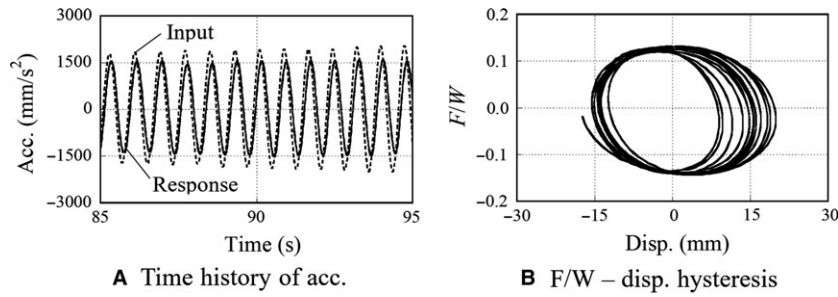 3000
1500
0
-1500
-3000
Acc. (mm/s²)
Input
Response
85
90
95
Time (s)
A Time history of acc.
0.2
0.1
0.0
-0.1
-0.2
F/W
-30
-15
0
15
30
Disp. (mm)
B F/W – disp. hysteresis